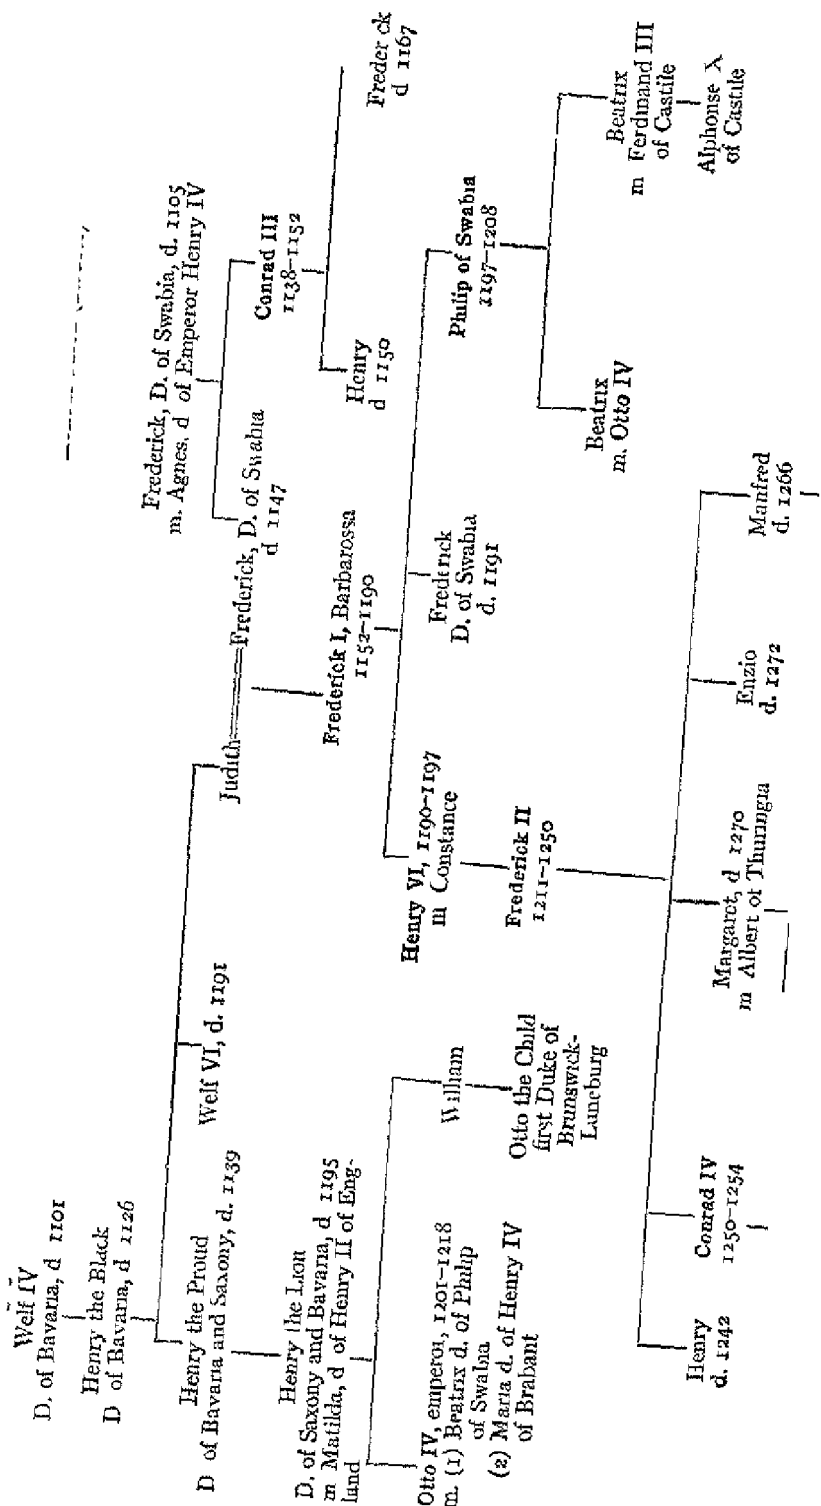 Welf IV
D. of Bavaria, d 1101
Henry the Black
D of Bavaria, d 1126
Henry the Proud
D of Bavaria and Saxony, d. 1139
Welf VI, d. 1191
Judith
Frederick, D. of Swabia, d. 1105
m. Agnes, d of Emperor Henry IV
Frederick, D. of Swabia
d 1147
Conrad III
1138–1152
Henry the Lion
D. of Saxony and Bavaria, d 1195
m Matilda, d of Henry II of Eng-
land
Frederick I, Barbarossa
1152–1190
Henry
d 1150
Freder ck
d 1167
Otto IV, emperor, 1201–1218
m. (1) Beatrix d. of Philip
of Swabia
(2) Maria d. of Henry IV
of Brabant
William
Otto the Child
first Duke of
Brunswick-
Luneburg
Henry VI, 1190–1197
m Constance
Frederick
D. of Swabia
d. 1191
Philip of Swabia
1197–1208
Frederick II
1211–1250
Beatrix
m. Otto IV
Beatrix
m Ferdinand III
of Castile
Alphonse X
of Castile
Henry
d. 1242
Conrad IV
1250–1254
Margaret, d 1270
m Albert of Thuringia
Enzio
d. 1272
Manfred
d. 1266